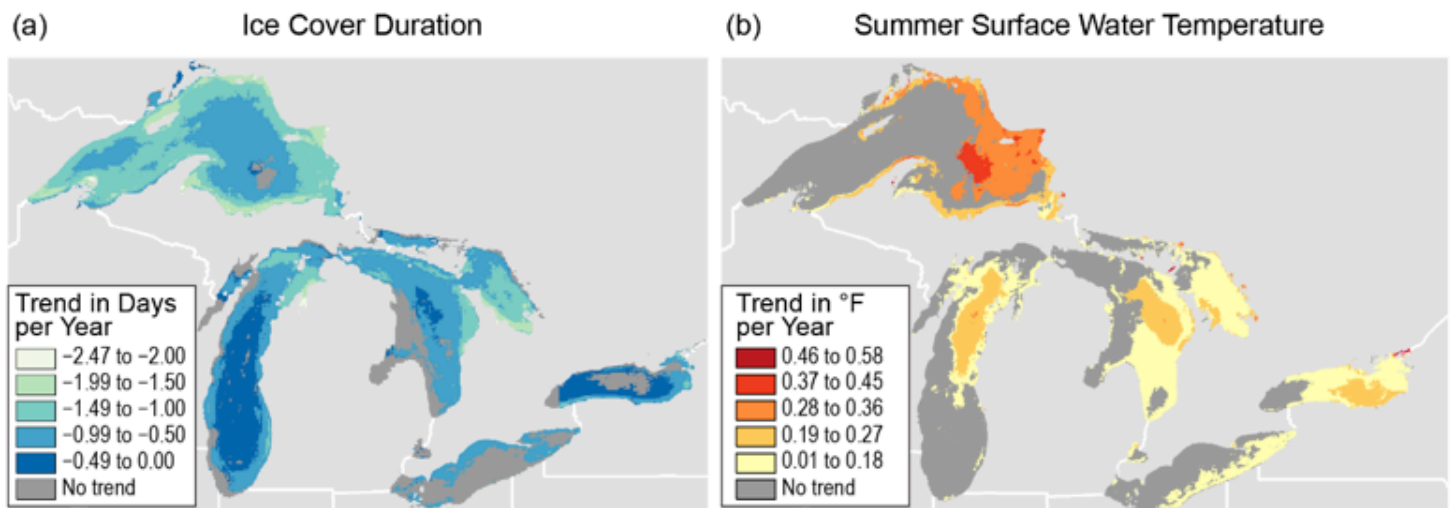 (a) Ice Cover Duration
Trend in Days
per Year
−2.47 to −2.00
−1.99 to −1.50
−1.49 to −1.00
−0.99 to −0.50
−0.49 to 0.00
No trend
(b) Summer Surface Water Temperature
Trend in °F
per Year
0.46 to 0.58
0.37 to 0.45
0.28 to 0.36
0.19 to 0.27
0.01 to 0.18
No trend